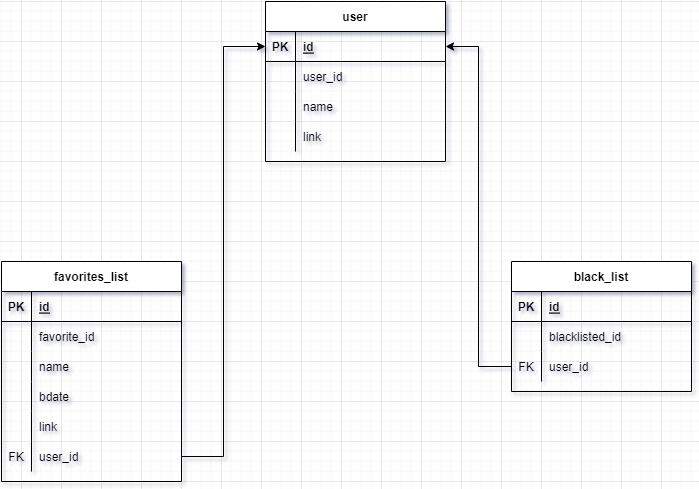 user
PK id
user_id
name
link
favorites_list
PK id
favorite_id
name
bdate
link
FK user_id
black_list
PK id
blacklisted_id
FK user_id